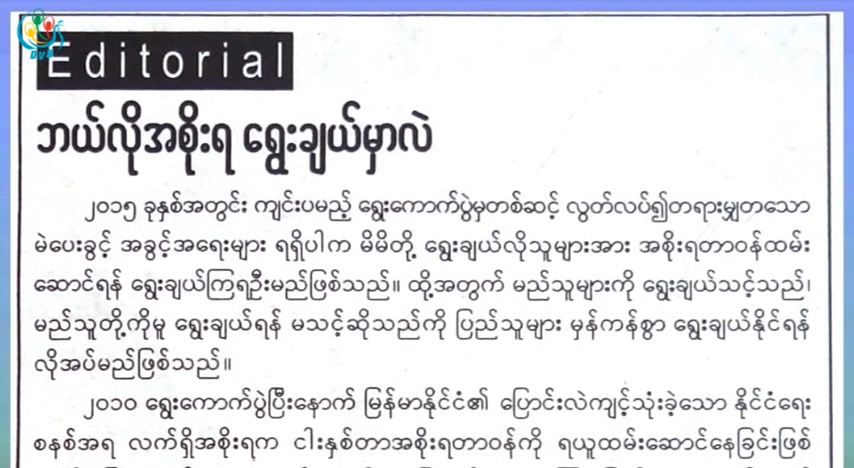 DVB
Editorial
ဘယ်လိုအစိုးရ ရွေးချယ်မှာလဲ
၂၀၁၅ ခုနှစ်အတွင်း ကျင်းပမည့် ရွေးကောက်ပွဲမှတစ်ဆင့် လွတ်လပ်၍တရားမျှတသော
မဲပေးခွင့် အခွင့်အရေးများ ရရှိပါက မိမိတို့ ရွေးချယ်လိုသူများအား အစိုးရတာဝန်ထမ်း
ဆောင်ရန် ရွေးချယ်ကြရဦးမည်ဖြစ်သည်။ ထို့အတွက် မည်သူများကို ရွေးချယ်သင့်သည်၊
မည်သူတို့ကိုမူ ရွေးချယ်ရန် မသင့်ဆိုသည်ကို ပြည်သူများ မှန်ကန်စွာ ရွေးချယ်နိုင်ရန်
လိုအပ်မည်ဖြစ်သည်။
၂၀၁၀ ရွေးကောက်ပွဲပြီးနောက် မြန်မာနိုင်ငံ၏ ပြောင်းလဲကျင့်သုံးခဲ့သော နိုင်ငံရေး
စနစ်အရ လက်ရှိအစိုးရက ငါးနှစ်တာအစိုးရတာဝန်ကို ရယူထမ်းဆောင်နေခြင်းဖြစ်